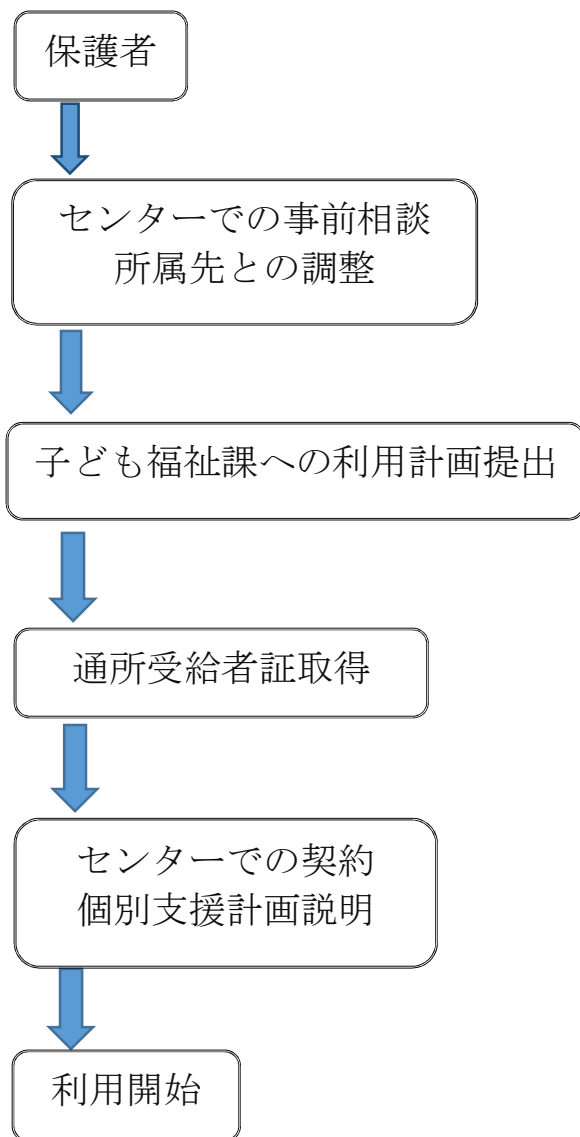 保護者
センターでの事前相談
所属先との調整
子ども福祉課への利用計画提出
通所受給者証取得
センターでの契約
個別支援計画説明
利用開始